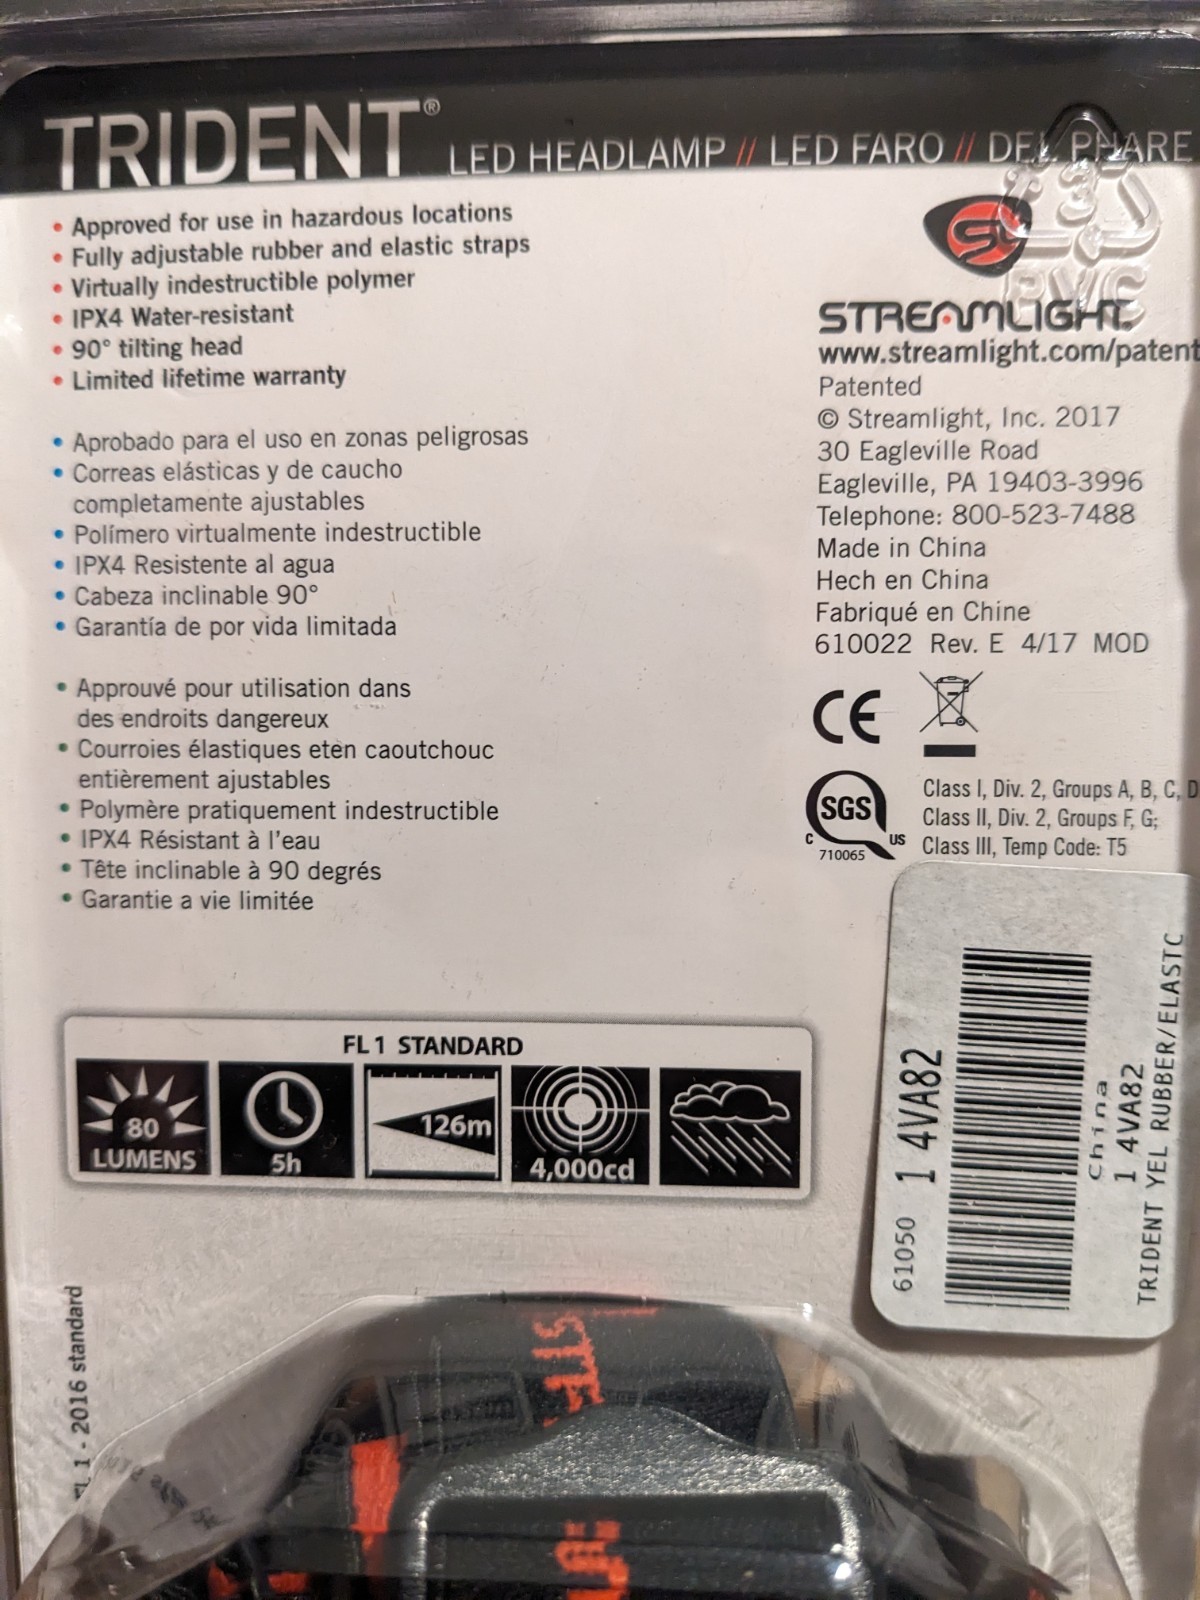 TRIDENT®
LED HEADLAMP // LED FARO // DEL PHARE
• Approved for use in hazardous locations
• Fully adjustable rubber and elastic straps
• Virtually indestructible polymer
• IPX4 Water-resistant
• 90° tilting head
• Limited lifetime warranty
• Aprobado para el uso en zonas peligrosas
• Correas elásticas y de caucho
completamente ajustables
• Polímero virtualmente indestructible
• IPX4 Resistente al agua
• Cabeza inclinable 90°
• Garantía de por vida limitada
• Approuvé pour utilisation dans
des endroits dangereux
• Courroies élastiques eten caoutchouc
entièrement ajustables
• Polymère pratiquement indestructible
• IPX4 Résistant à l'eau
• Tête inclinable à 90 degrés
• Garantie a vie limitée
3
PVC
SL
STREAMLIGHT®
www.streamlight.com/patent
Patented
© Streamlight, Inc. 2017
30 Eagleville Road
Eagleville, PA 19403-3996
Telephone: 800-523-7488
Made in China
Hech en China
Fabriqué en Chine
610022 Rev. E 4/17 MOD
CE
SGS
C US
710065
Class I, Div. 2, Groups A, B, C, D
Class II, Div. 2, Groups F, G;
Class III, Temp Code: T5
FL 1 STANDARD
80
LUMENS
5h
126m
4,000cd
FL 1 - 2016 standard
61050 1 4VA82
China
1 4VA82
TRIDENT YEL RUBBER/ELASTC